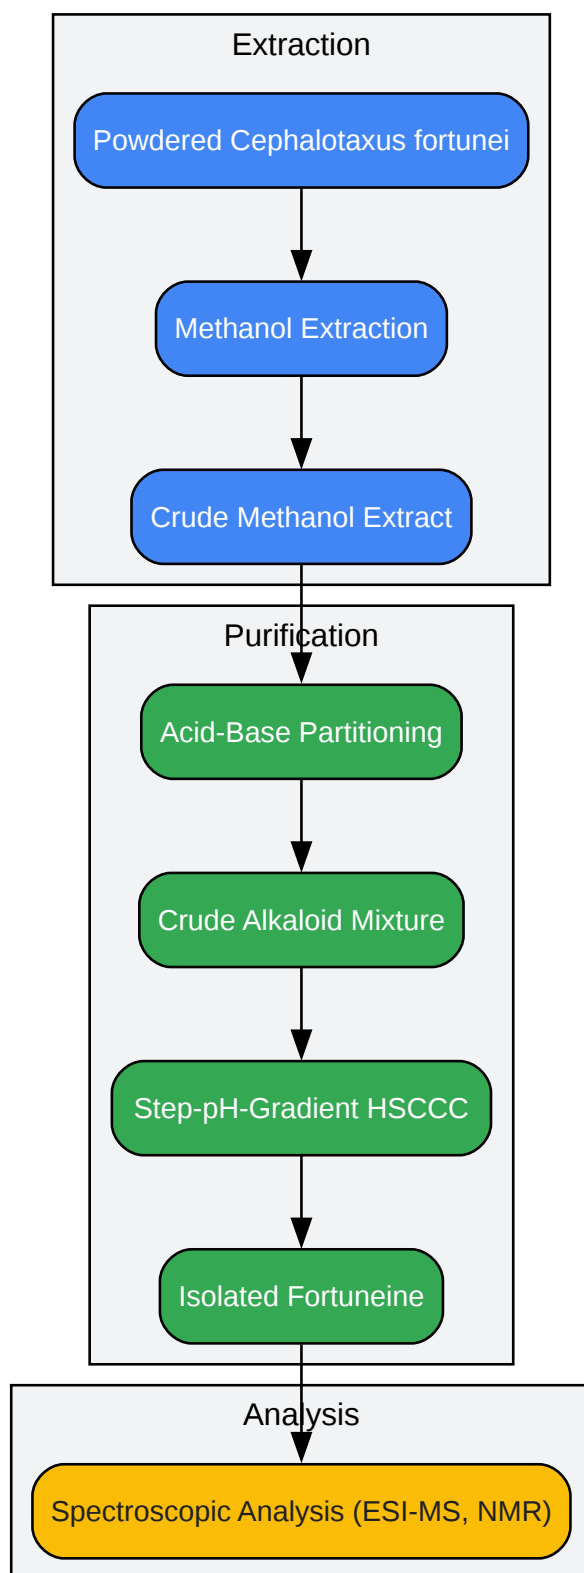 Extraction
Powdered Cephalotaxus fortunei
Methanol Extraction
Crude Methanol Extract
Purification
Acid-Base Partitioning
Crude Alkaloid Mixture
Step-pH-Gradient HSCCC
Isolated Fortuneine
Analysis
Spectroscopic Analysis (ESI-MS, NMR)